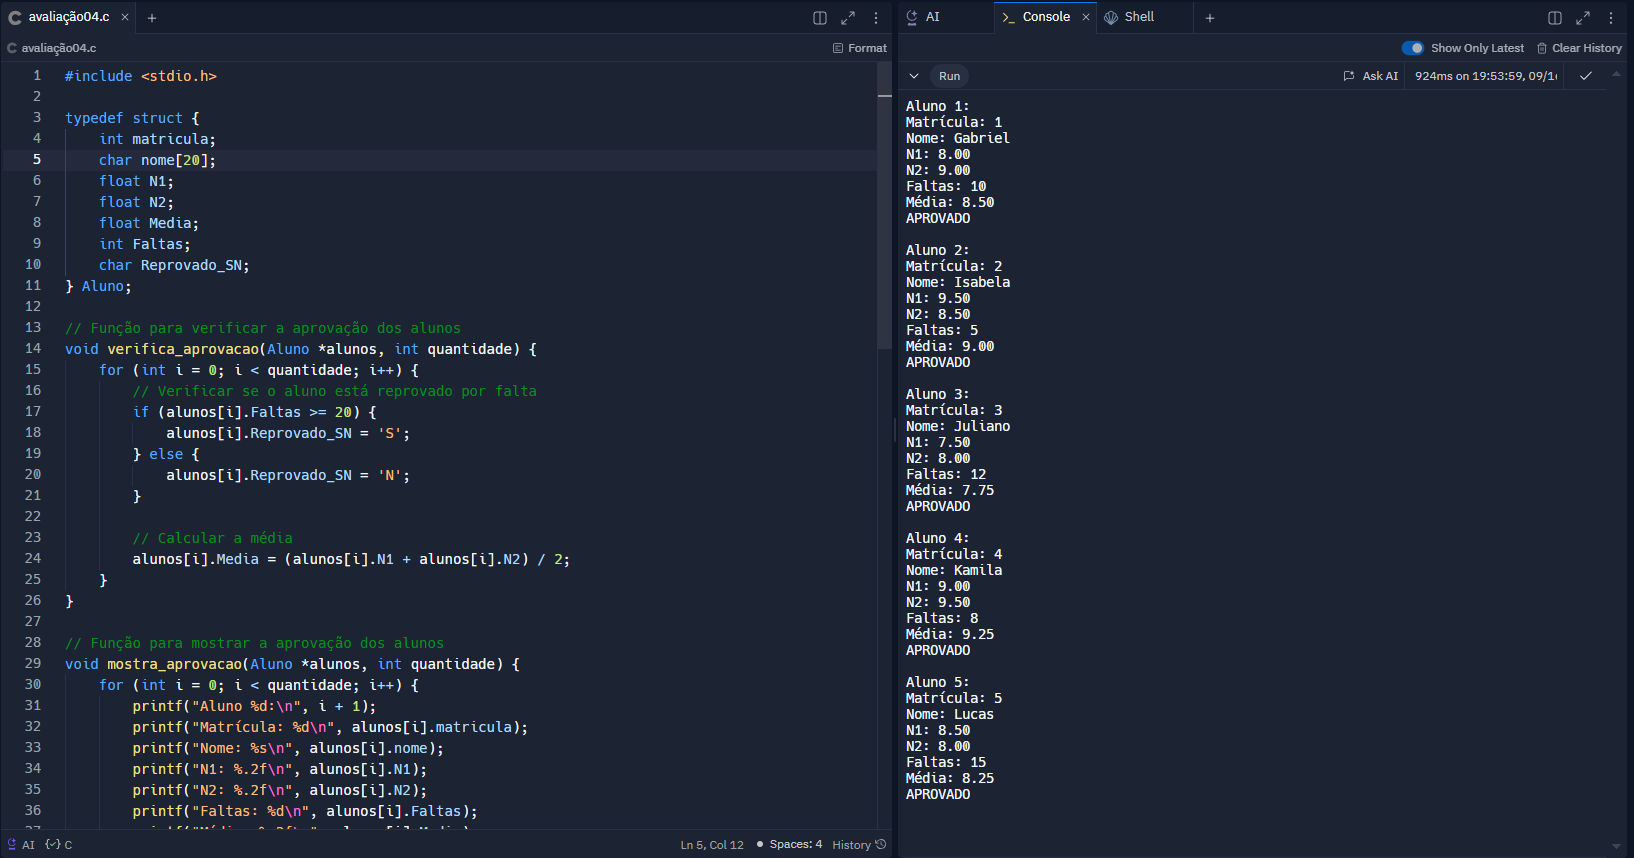 avaliação04.c
avaliação04.c
Format
1 #include <stdio.h>
2
3 typedef struct {
4 int matricula;
5 char nome[20];
6 float N1;
7 float N2;
8 float Media;
9 int Faltas;
10 char Reprovado_SN;
11 } Aluno;
12
13 // Função para verificar a aprovação dos alunos
14 void verifica_aprovacao(Aluno *alunos, int quantidade) {
15 for (int i = 0; i < quantidade; i++) {
16 // Verificar se o aluno está reprovado por falta
17 if (alunos[i].Faltas >= 20) {
18 alunos[i].Reprovado_SN = 'S';
19 } else {
20 alunos[i].Reprovado_SN = 'N';
21 }
22
23 // Calcular a média
24 alunos[i].Media = (alunos[i].N1 + alunos[i].N2) / 2;
25 }
26 }
27
28 // Função para mostrar a aprovação dos alunos
29 void mostra_aprovacao(Aluno *alunos, int quantidade) {
30 for (int i = 0; i < quantidade; i++) {
31 printf("Aluno %d:\n", i + 1);
32 printf("Matrícula: %d\n", alunos[i].matricula);
33 printf("Nome: %s\n", alunos[i].nome);
34 printf("N1: %.2f\n", alunos[i].N1);
35 printf("N2: %.2f\n", alunos[i].N2);
36 printf("Faltas: %d\n", alunos[i].Faltas);
AI C
Ln 5, Col 12 Spaces: 4 History
AI Console Shell
Show Only Latest Clear History
Run Ask AI 924ms on 19:53:59, 09/1
Aluno 1:
Matrícula: 1
Nome: Gabriel
N1: 8.00
N2: 9.00
Faltas: 10
Média: 8.50
APROVADO
Aluno 2:
Matrícula: 2
Nome: Isabela
N1: 9.50
N2: 8.50
Faltas: 5
Média: 9.00
APROVADO
Aluno 3:
Matrícula: 3
Nome: Juliano
N1: 7.50
N2: 8.00
Faltas: 12
Média: 7.75
APROVADO
Aluno 4:
Matrícula: 4
Nome: Kamila
N1: 9.00
N2: 9.50
Faltas: 8
Média: 9.25
APROVADO
Aluno 5:
Matrícula: 5
Nome: Lucas
N1: 8.50
N2: 8.00
Faltas: 15
Média: 8.25
APROVADO